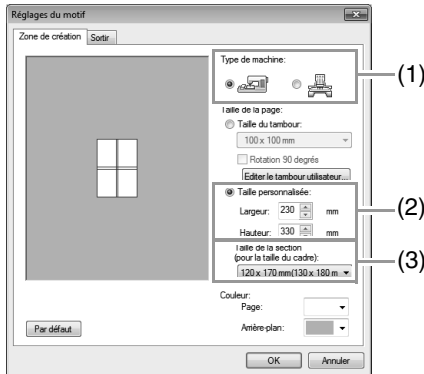 Réglages du motif
Zone de création Sortir
Type de machine:
(1)
Taille de la page:
Taille du tambour:
100 x 100 mm
Rotation 90 degrés
Editer le tambour utilisateur...
Taille personnalisée:
(2)
Largeur: 230 mm
Hauteur: 330 mm
Taille de la section
(pour la taille du cadre):
(3)
120 x 170 mm(130 x 180 m
Couleur:
Page:
Arrière-plan:
Par défaut
OK Annuler